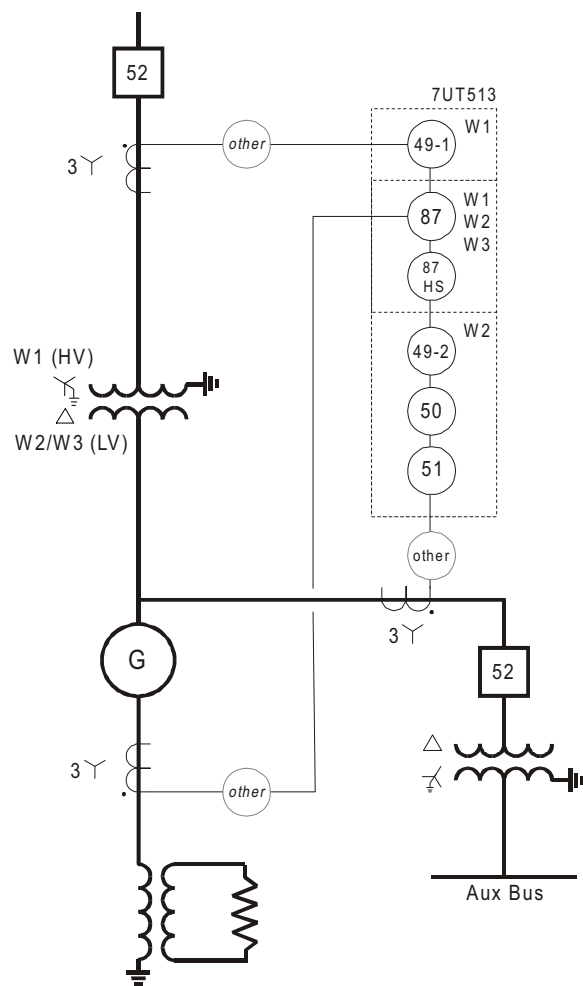 52
7UT513
W1
other
49-1
3
W1
W2
W3
87
87
HS
W2
W1 (HV)
49-2
W2/W3 (LV)
50
51
other
3
G
52
3
other
Aux Bus